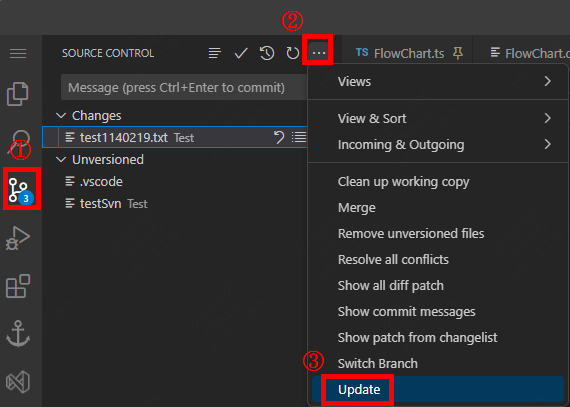 ②
SOURCE CONTROL
TS FlowChart.ts
FlowChart.c
Message (press Ctrl+Enter to commit)
Views
Changes
View & Sort
①
test1140219.txt Test
Incoming & Outgoing
Unversioned
3
.vscode
Clean up working copy
testSvn Test
Merge
Remove unversioned files
Resolve all conflicts
Show all diff patch
Show commit messages
Show patch from changelist
③
Switch Branch
Update